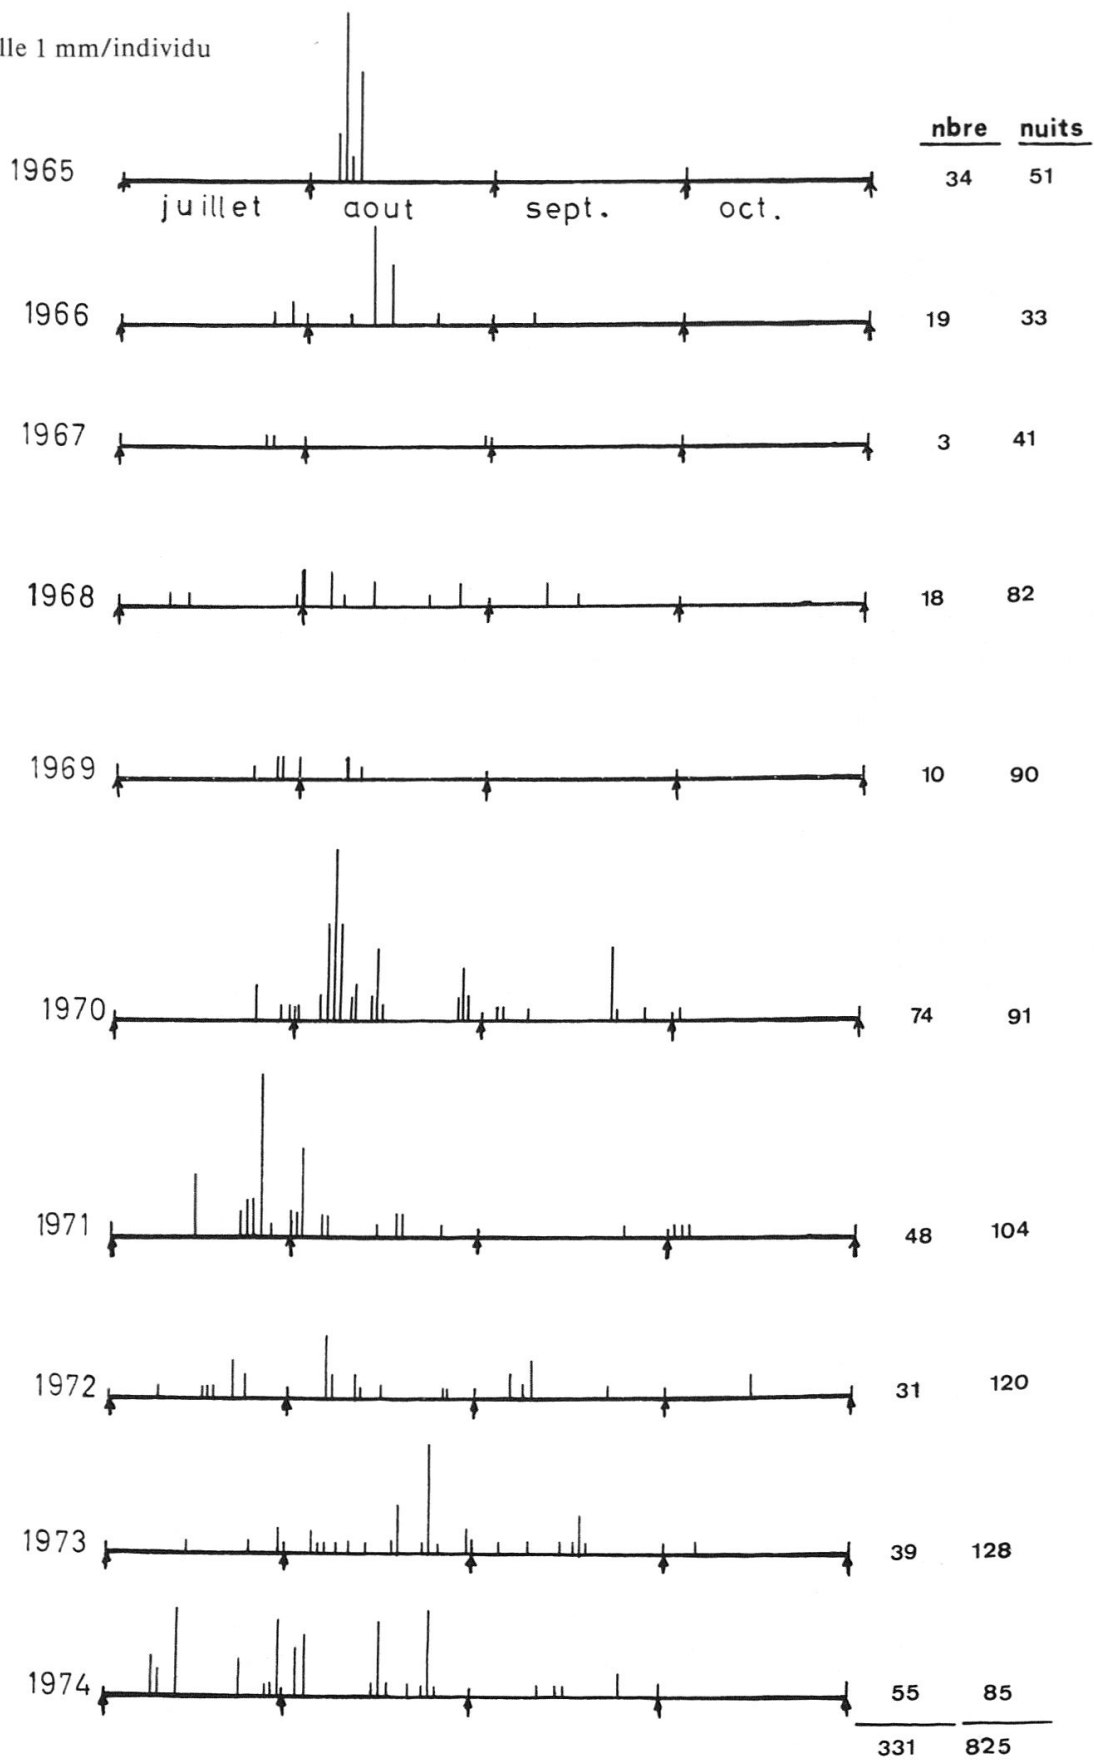 lle 1 mm/individu
nbre nuits
1965 34 51
juillet aout sept. oct.
1966 19 33
1967 3 41
1968 18 82
1969 10 90
1970 74 91
1971 48 104
1972 31 120
1973 39 128
1974 55 85
331 825